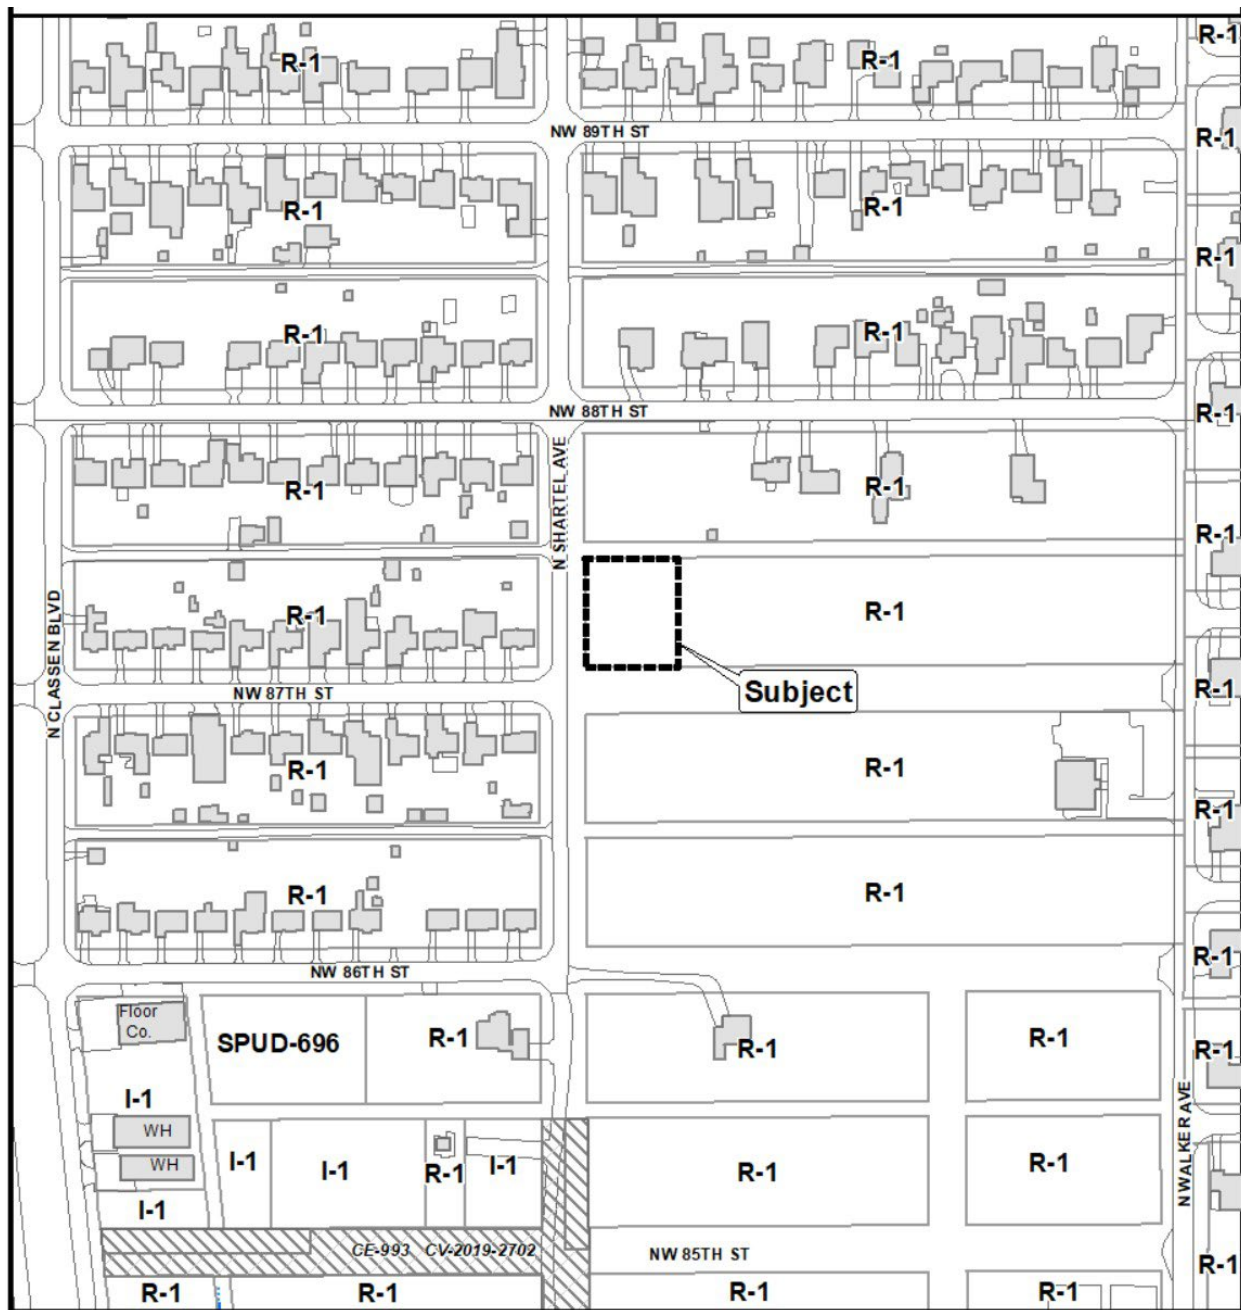 R-1
R-1
R-1
NW 89TH ST
R-1
R-1
R-1
R-1
R-1
R-1
NW 88TH ST
R-1
N SHARTEL AVE
R-1
R-1
R-1
N CLASSEN BLVD
R-1
R-1
NW 87TH ST
Subject
R-1
R-1
R-1
R-1
R-1
R-1
R-1
NW 86TH ST
Floor
Co.
SPUD-696
R-1
R-1
R-1
R-1
I-1
WH
WH
I-1
I-1
R-1
I-1
R-1
R-1
N WALKER AVE
I-1
CE-993 CV-2019-2702
NW 85TH ST
R-1
R-1
R-1
R-1
R-1